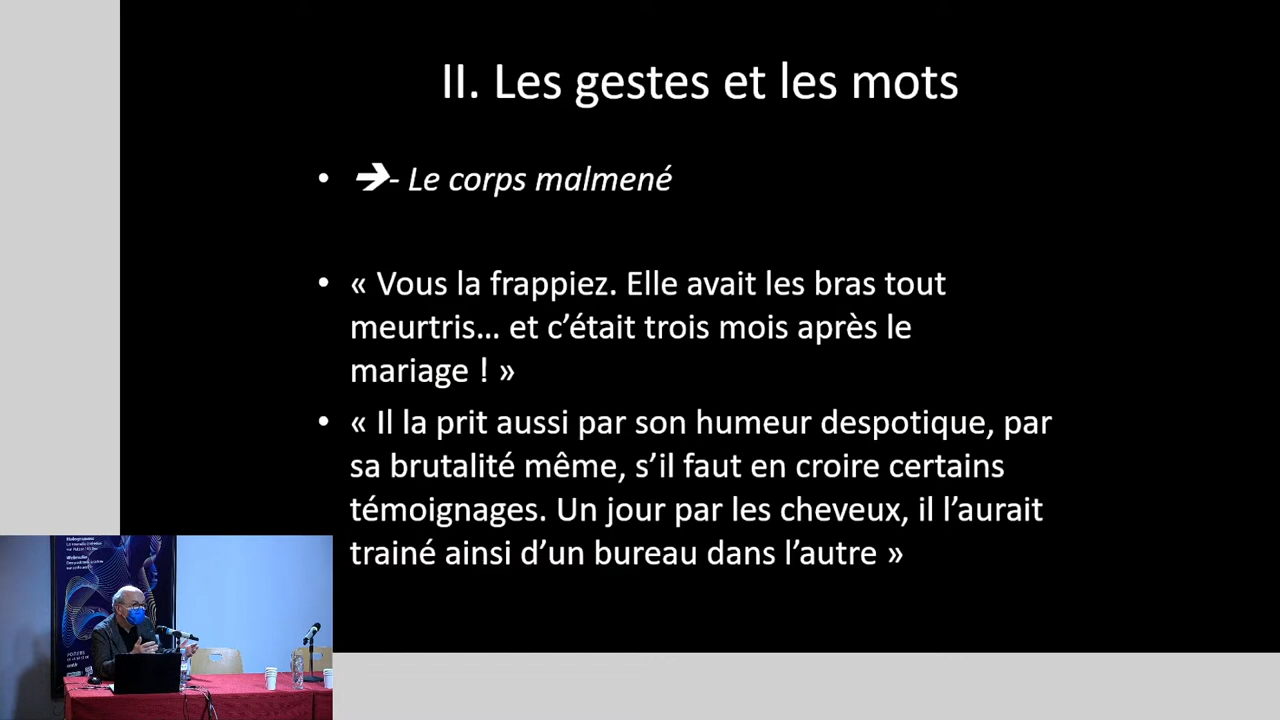 II. Les gestes et les mots
• ➔- Le corps malmené
• « Vous la frappiez. Elle avait les bras tout
meurtris… et c’était trois mois après le
mariage ! »
• « Il la prit aussi par son humeur despotique, par
sa brutalité même, s’il faut en croire certains
témoignages. Un jour par les cheveux, il l’aurait
trainé ainsi d’un bureau dans l’autre »
POITIERS